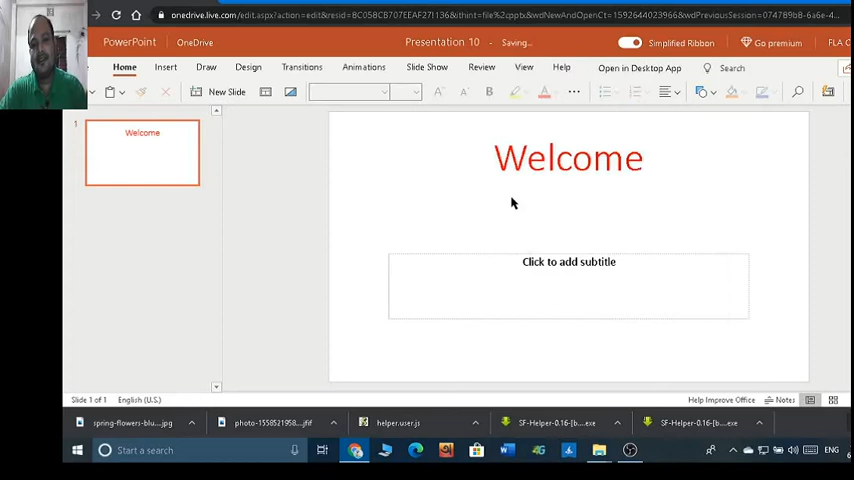 onedrive.live.com/edit.aspx?action=edit&resid=8C058CB707EEAF27!136&ithint=file%2cpptx&wdNewAndOpenCt=1592644023966&wdPreviousSession=074789b8-6a6e-4...
PowerPoint OneDrive Presentation 10 - Saving... Simplified Ribbon Go premium FLA C
Home Insert Draw Design Transitions Animations Slide Show Review View Help Open in Desktop App Search
New Slide B A
1
Welcome
Welcome
Click to add subtitle
Slide 1 of 1 English (U.S.) Help Improve Office Notes
spring-flowers-blu....jpg photo-1558521958....jfif helper.user.js SF-Helper-0.16-[b....exe SF-Helper-0.16-[b....exe
Start a search 4G ENG